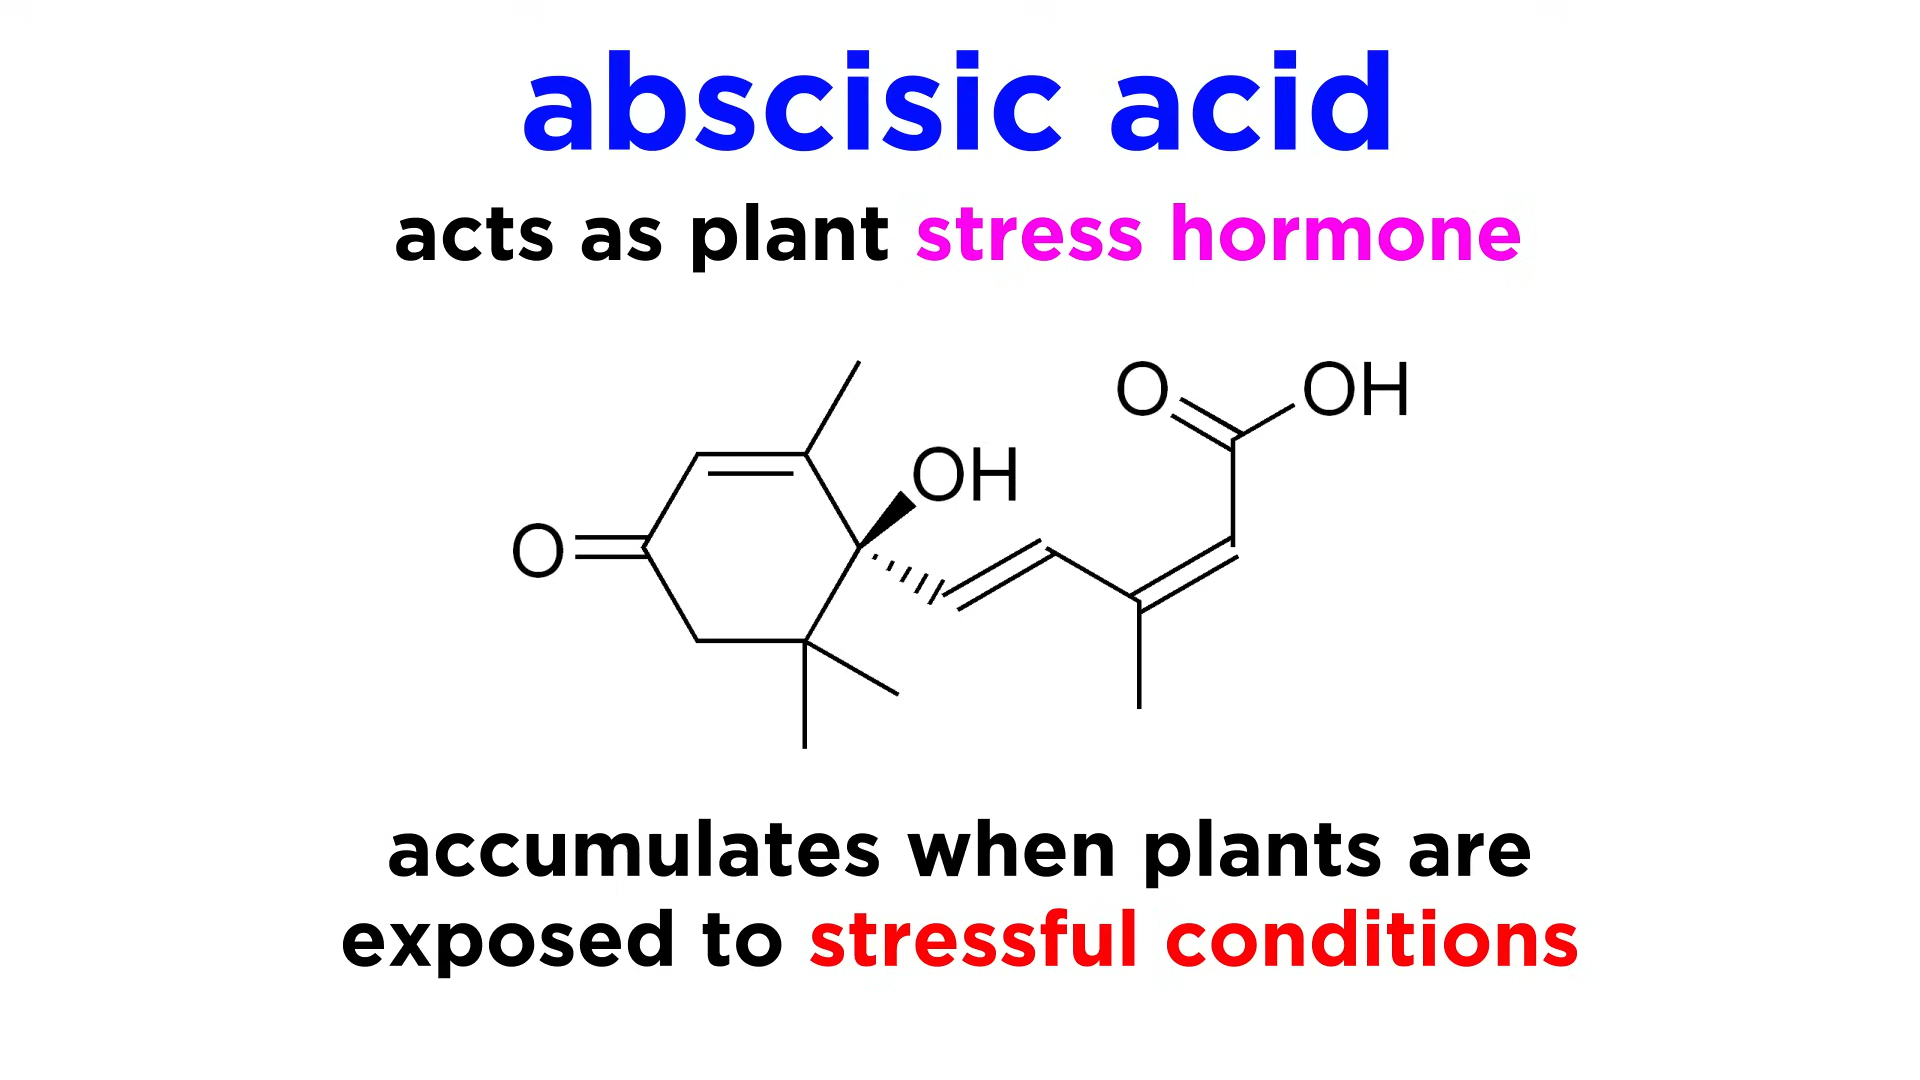 abscisic acid
acts as plant stress hormone
O OH
OH
O
accumulates when plants are
exposed to stressful conditions